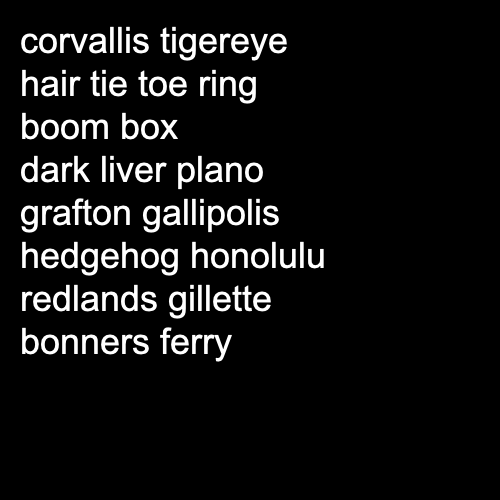 corvallis tigereye
hair tie toe ring
boom box
dark liver plano
grafton gallipolis
hedgehog honolulu
redlands gillette
bonners ferry